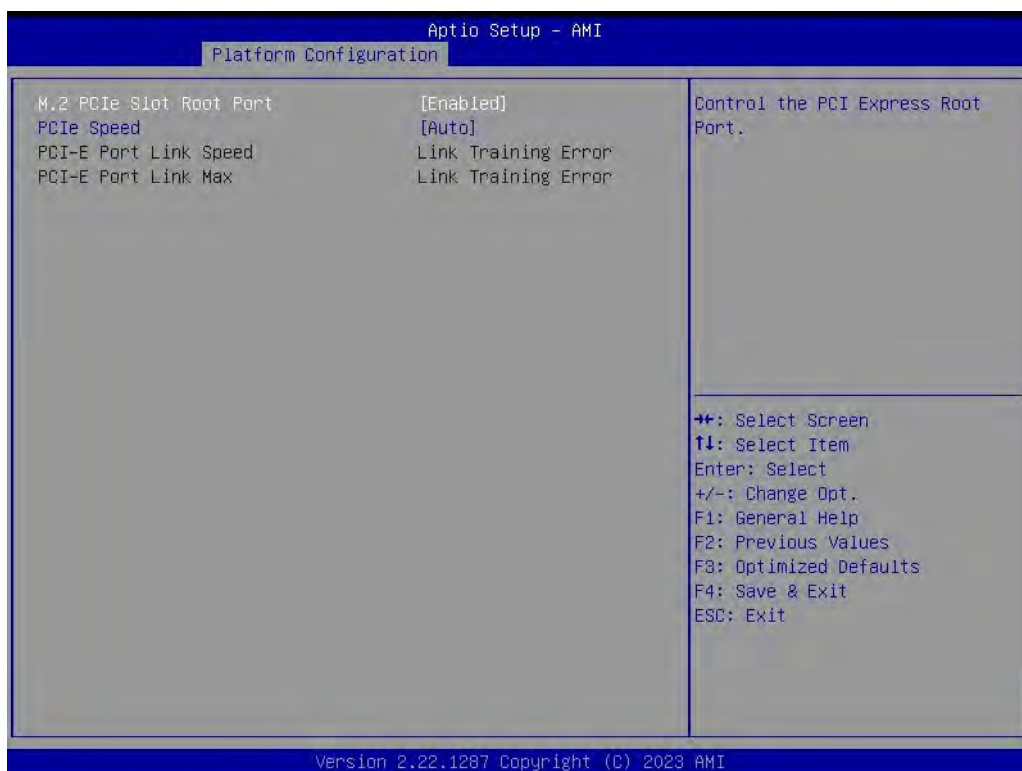 Aptio Setup - AMI
Platform Configuration
M.2 PCIe Slot Root Port [Enabled]
PCIe Speed [Auto]
PCI-E Port Link Speed Link Training Error
PCI-E Port Link Max Link Training Error
Control the PCI Express Root
Port.
→←: Select Screen
↑↓: Select Item
Enter: Select
+/-: Change Opt.
F1: General Help
F2: Previous Values
F3: Optimized Defaults
F4: Save & Exit
ESC: Exit
Version 2.22.1287 Copyright (C) 2023 AMI